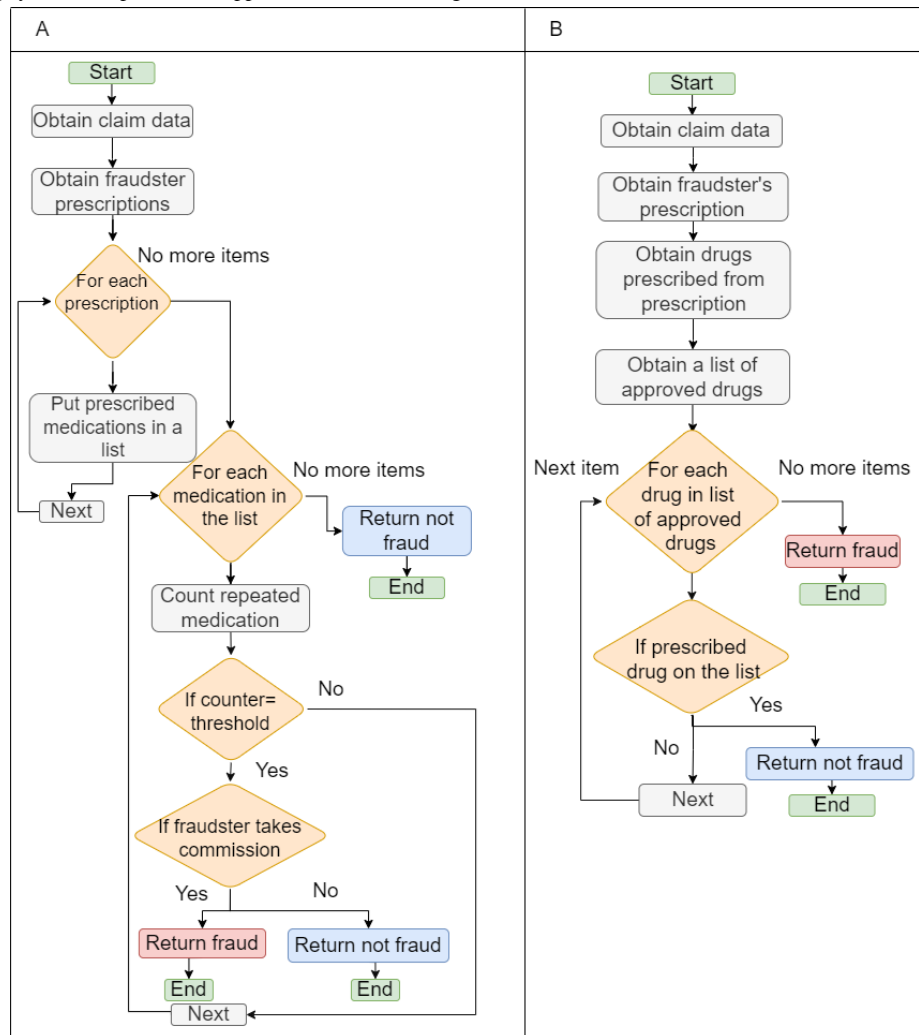 A
Start
Obtain claim data
Obtain fraudster
prescriptions
No more items
For each
prescription
Put prescribed
medications in a
list
Next
For each
medication in
the list
No more items
Return not
fraud
End
Count repeated
medication
If counter=
threshold
No
Yes
If fraudster takes
commission
Yes
No
Return fraud
Return not fraud
End
End
Next
B
Start
Obtain claim data
Obtain fraudster's
prescription
Obtain drugs
prescribed from
prescription
Obtain a list of
approved drugs
Next item
For each
drug in list
of approved
drugs
No more items
Return fraud
End
If prescribed
drug on the list
Yes
No
Return not fraud
Next
End